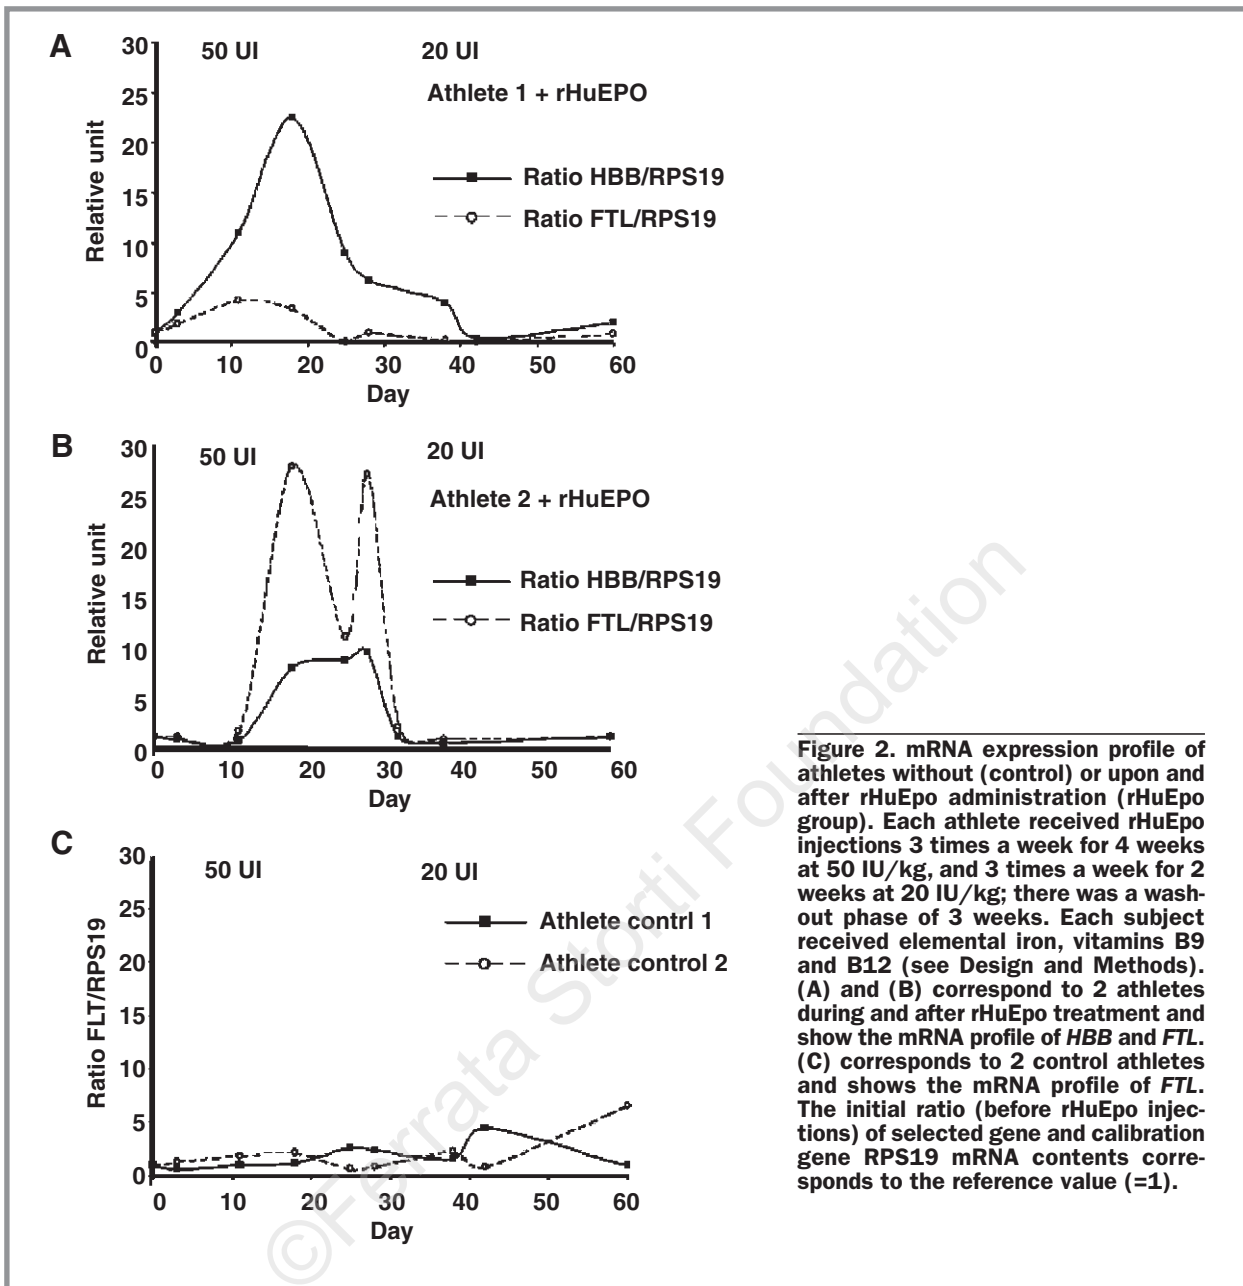 A
30
25
20
15
10
5
0
Relative unit
50 UI
20 UI
Athlete 1 + rHuEPO
Ratio HBB/RPS19
Ratio FTL/RPS19
0 10 20 30 40 50 60
Day
B
30
25
20
15
10
5
0
Relative unit
50 UI
20 UI
Athlete 2 + rHuEPO
Ratio HBB/RPS19
Ratio FTL/RPS19
0 10 20 30 40 50 60
Day
C
30
25
20
15
10
5
0
Ratio FLT/RPS19
50 UI
20 UI
Athlete contrl 1
Athlete control 2
0 10 20 30 40 50 60
Day
Figure 2. mRNA expression profile of
athletes without (control) or upon and
after rHuEpo administration (rHuEpo
group). Each athlete received rHuEpo
injections 3 times a week for 4 weeks
at 50 IU/kg, and 3 times a week for 2
weeks at 20 IU/kg; there was a wash-
out phase of 3 weeks. Each subject
received elemental iron, vitamins B9
and B12 (see Design and Methods).
(A) and (B) correspond to 2 athletes
during and after rHuEpo treatment and
show the mRNA profile of HBB and FTL.
(C) corresponds to 2 control athletes
and shows the mRNA profile of FTL.
The initial ratio (before rHuEpo injec-
tions) of selected gene and calibration
gene RPS19 mRNA contents corre-
sponds to the reference value (=1).
©Ferrata Storti Foundation